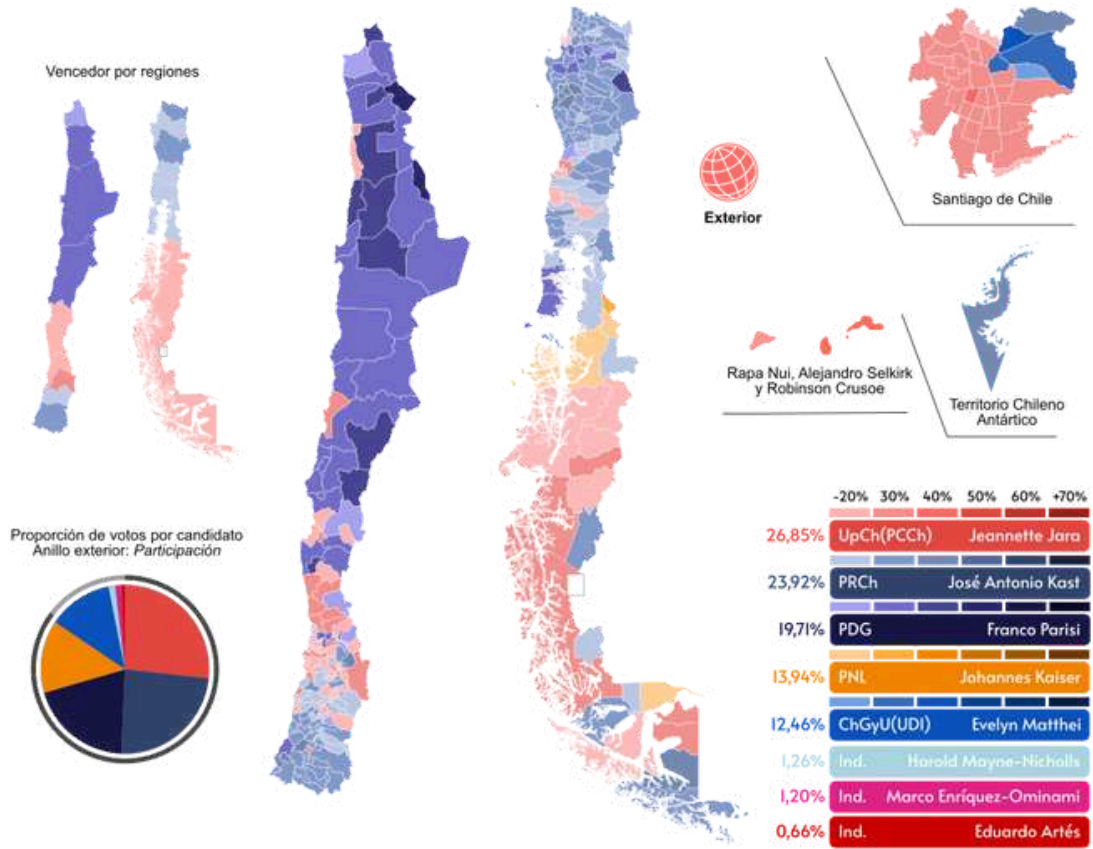 Vencedor por regiones
Exterior
Santiago de Chile
Rapa Nui, Alejandro Selkirk
y Robinson Crusoe
Territorio Chileno
Antártico
Proporción de votos por candidato
Anillo exterior: Participación
-20% 30% 40% 50% 60% +70%
26,85% UpCh(PCCh) Jeannette Jara
23,92% PRCh José Antonio Kast
19,71% PDG Franco Parisi
13,94% PNL Johannes Kaiser
12,46% ChGyU(UDI) Evelyn Matthei
1,26% Ind. Harold Mayne-Nicholls
1,20% Ind. Marco Enríquez-Ominami
0,66% Ind. Eduardo Artés